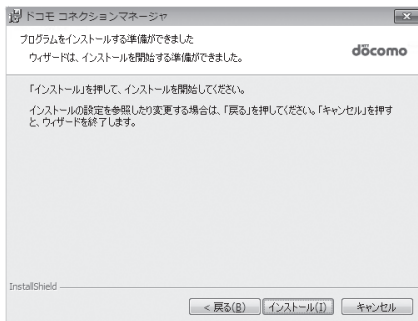 ドコモ コネクションマネージャ
プログラムをインストールする準備ができました
ウィザードは、インストールを開始する準備ができました。
döcomo
「インストール」を押して、インストールを開始してください。
インストールの設定を参照したり変更する場合は、「戻る」を押してください。「キャンセル」を押す
と、ウィザードを終了します。
InstallShield
< 戻る(B)
インストール(I)
キャンセル